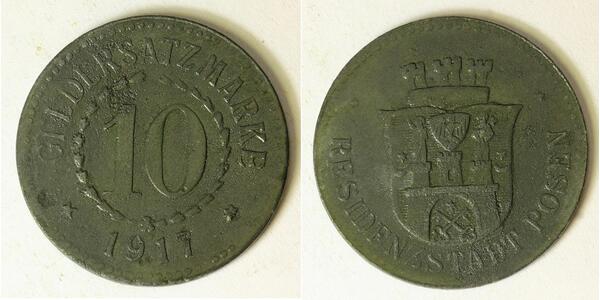 GELDERSATZMARKE
10
1917
RESIDENZSTADT POSEN